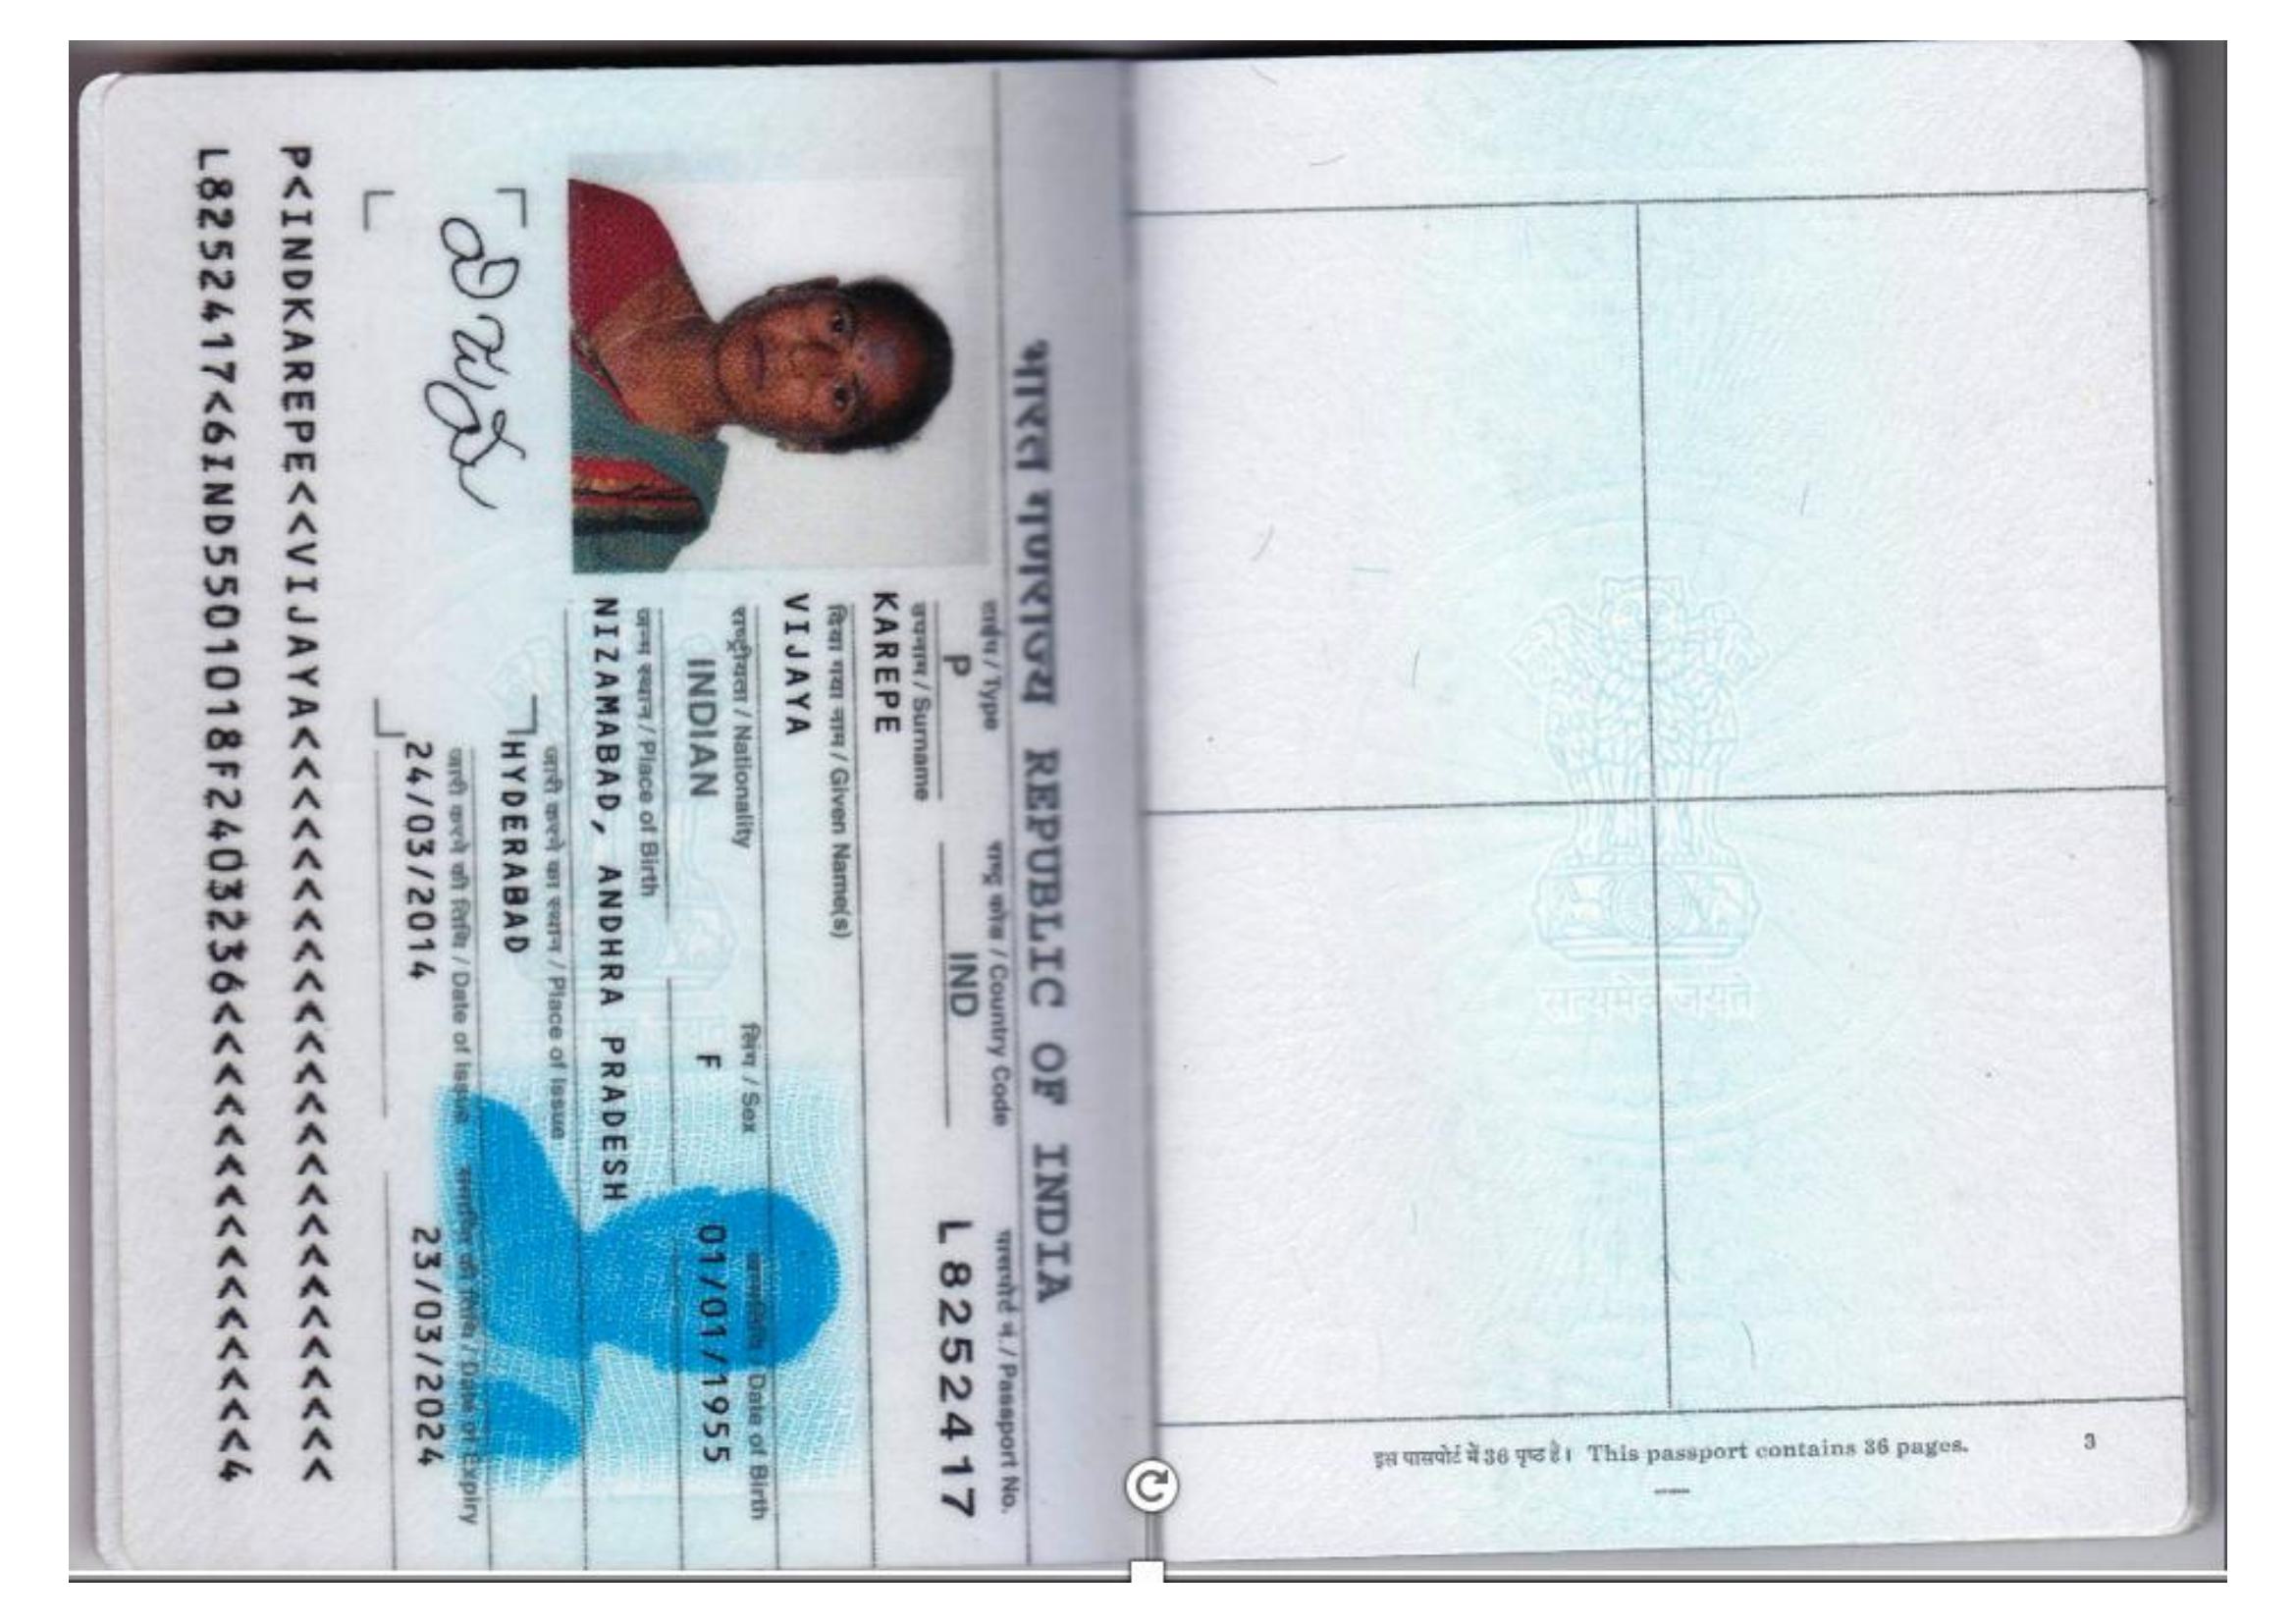 भारत गणराज्य REPUBLIC OF INDIA
टाईप / Type
राष्ट्र कोड / Country Code
पासपोर्ट नं. / Passport No.
P
IND
L8252417
उपनाम / Surname
KAREPE
दिया गया नाम / Given Name(s)
VIJAYA
राष्ट्रीयता / Nationality
लिंग / Sex
जन्मतिथि / Date of Birth
INDIAN
F
01/01/1955
जन्म स्थान / Place of Birth
NIZAMABAD, ANDHRA PRADESH
जारी करने का स्थान / Place of Issue
HYDERABAD
जारी करने की तिथि / Date of Issue
समाप्ति की तिथि / Date of Expiry
24/03/2014
23/03/2024
విజయ
P<INDKAREPE<<VIJAYA<<<<<<<<<<<<<<<<<<<<<<<<<
L8252417<6IND5501018F2403236<<<<<<<<<<<<<<<4
सत्यमेव जयते
इस पासपोर्ट में 36 पृष्ठ हैं। This passport contains 36 pages.
3